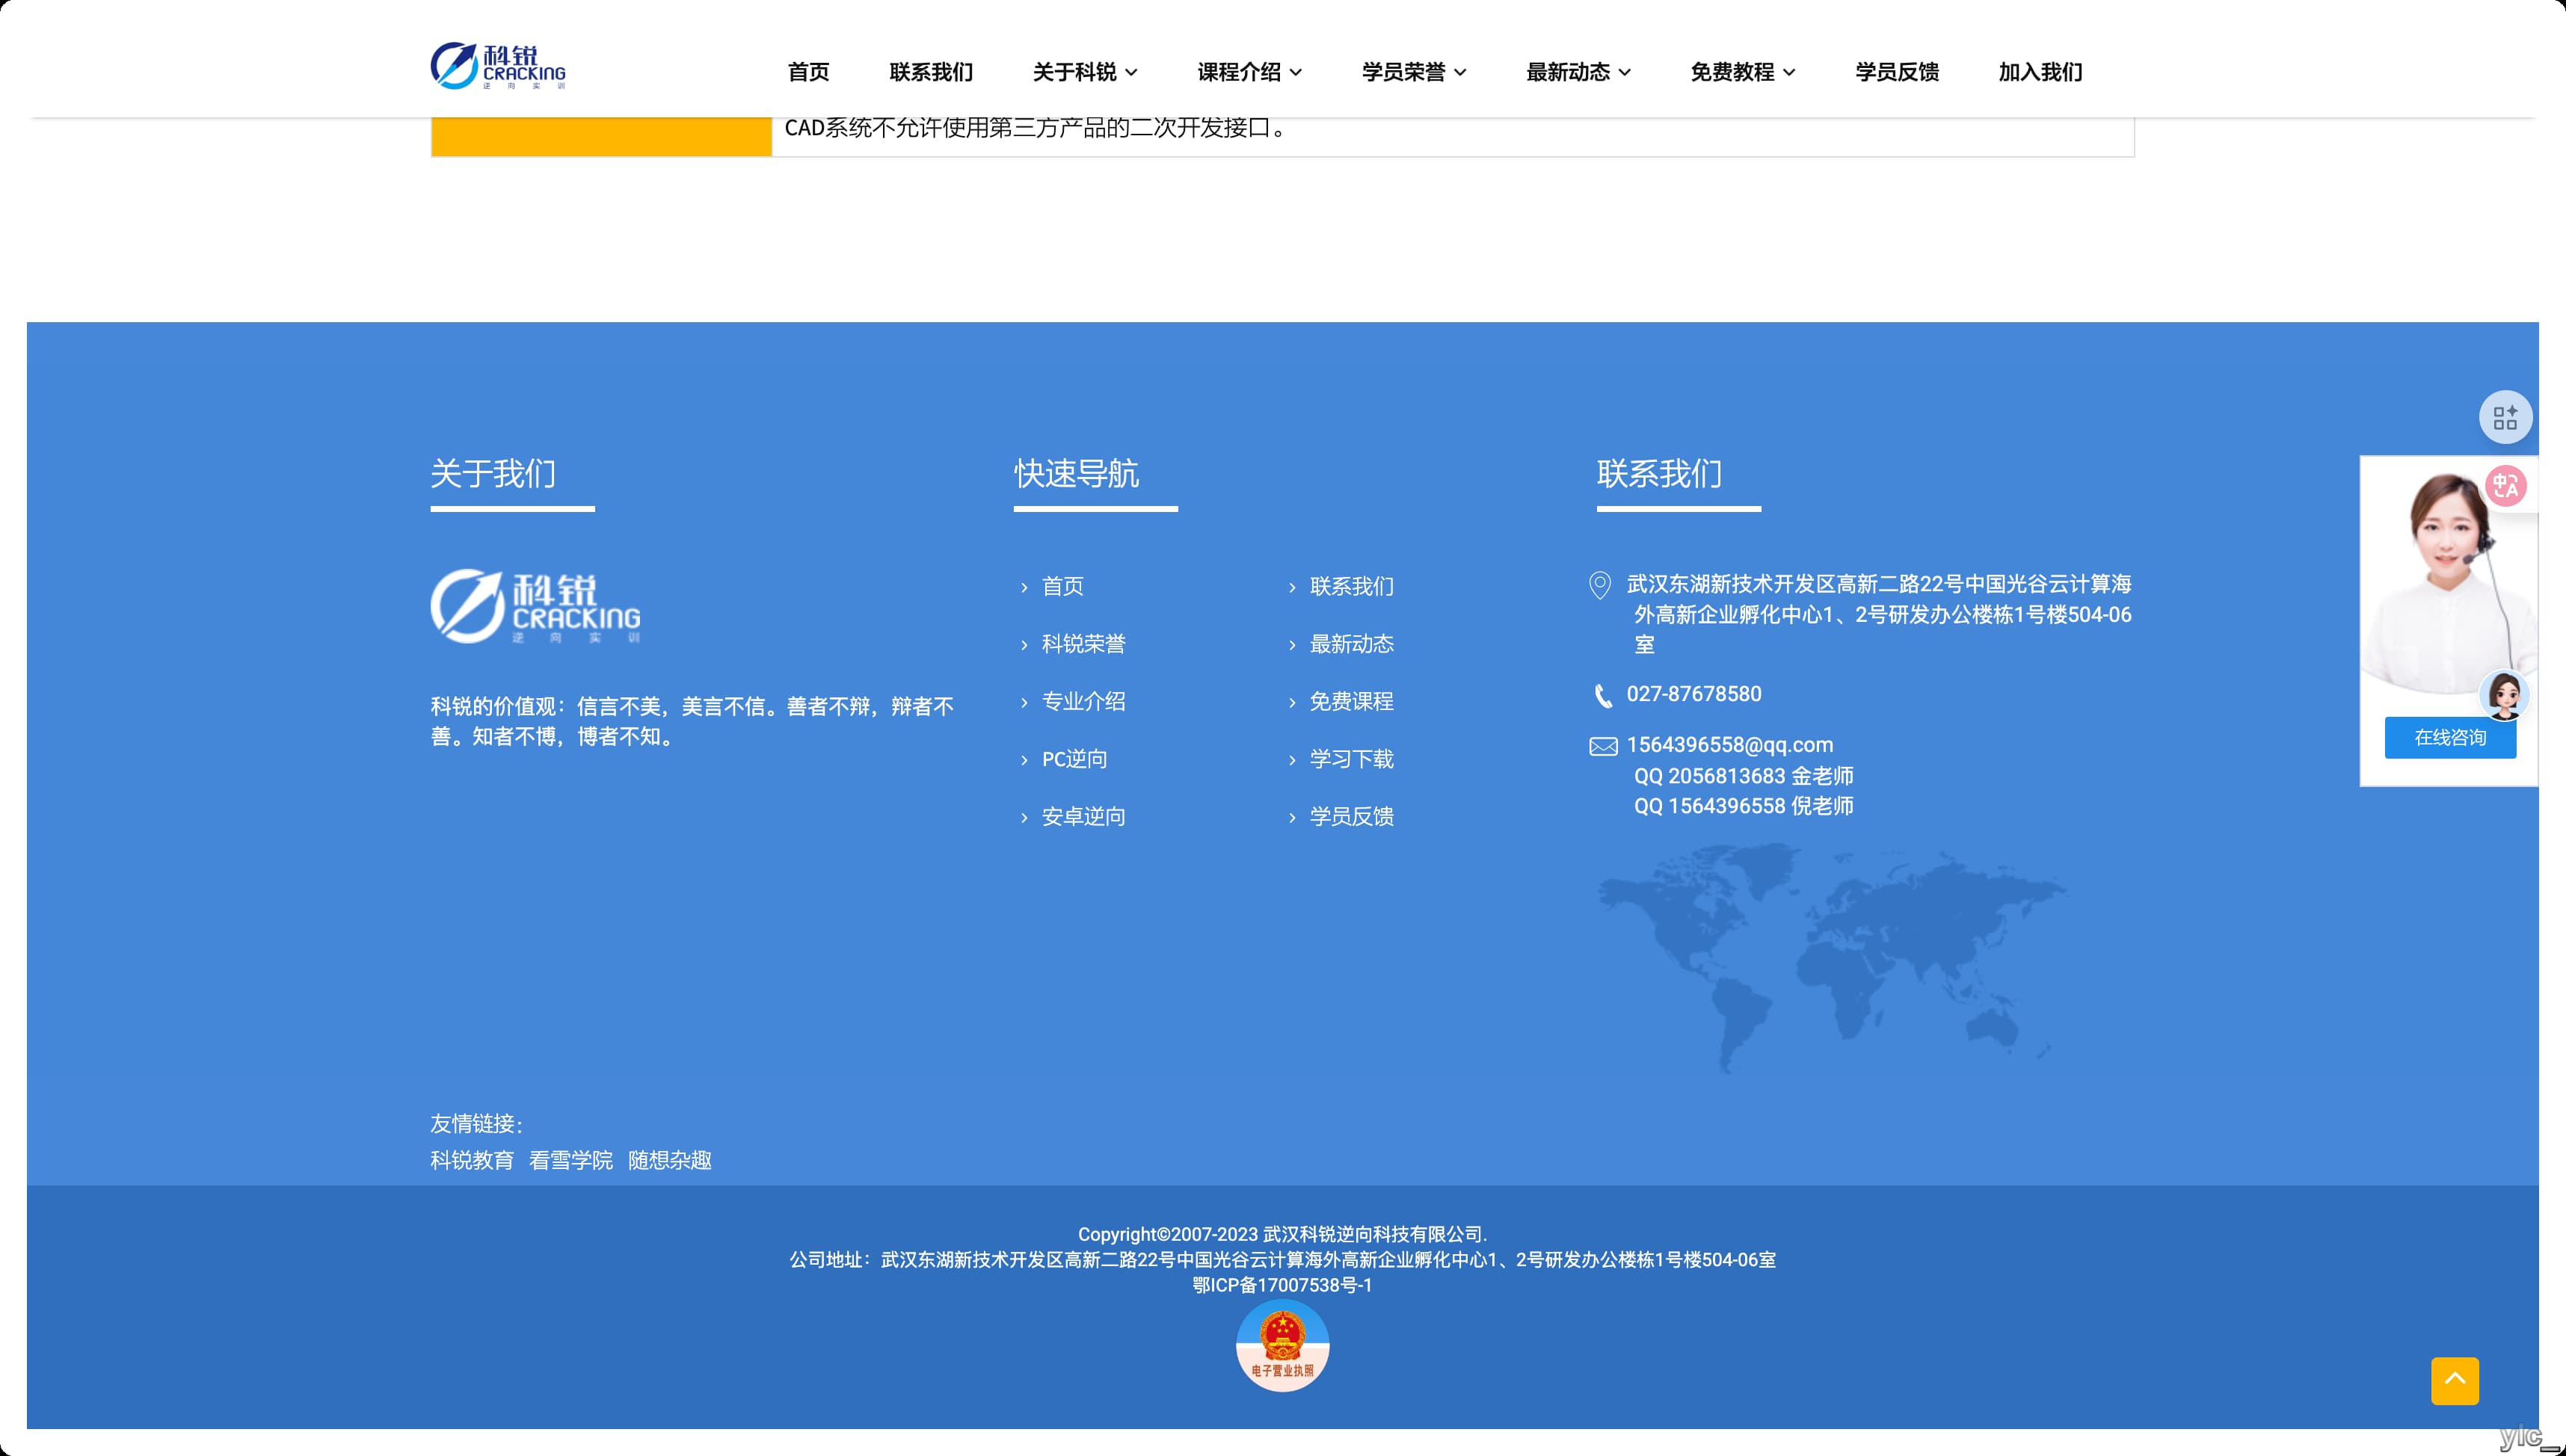 科锐
CRACKING
逆向实训
首页 联系我们 关于科锐 课程介绍 学员荣誉 最新动态 免费教程 学员反馈 加入我们
CAD系统不允许使用第三方产品的二次开发接口。
关于我们
科锐
CRACKING
逆向实训
科锐的价值观：信言不美，美言不信。善者不辩，辩者不
善。知者不博，博者不知。
快速导航
首页
联系我们
科锐荣誉
最新动态
专业介绍
免费课程
PC逆向
学习下载
安卓逆向
学员反馈
联系我们
武汉东湖新技术开发区高新二路22号中国光谷云计算海
外高新企业孵化中心1、2号研发办公楼栋1号楼504-06
室
027-87678580
1564396558@qq.com
QQ 2056813683 金老师
QQ 1564396558 倪老师
中A
在线咨询
友情链接：
科锐教育 看雪学院 随想杂趣
Copyright©2007-2023 武汉科锐逆向科技有限公司.
公司地址：武汉东湖新技术开发区高新二路22号中国光谷云计算海外高新企业孵化中心1、2号研发办公楼栋1号楼504-06室
鄂ICP备17007538号-1
电子营业执照
ylc_